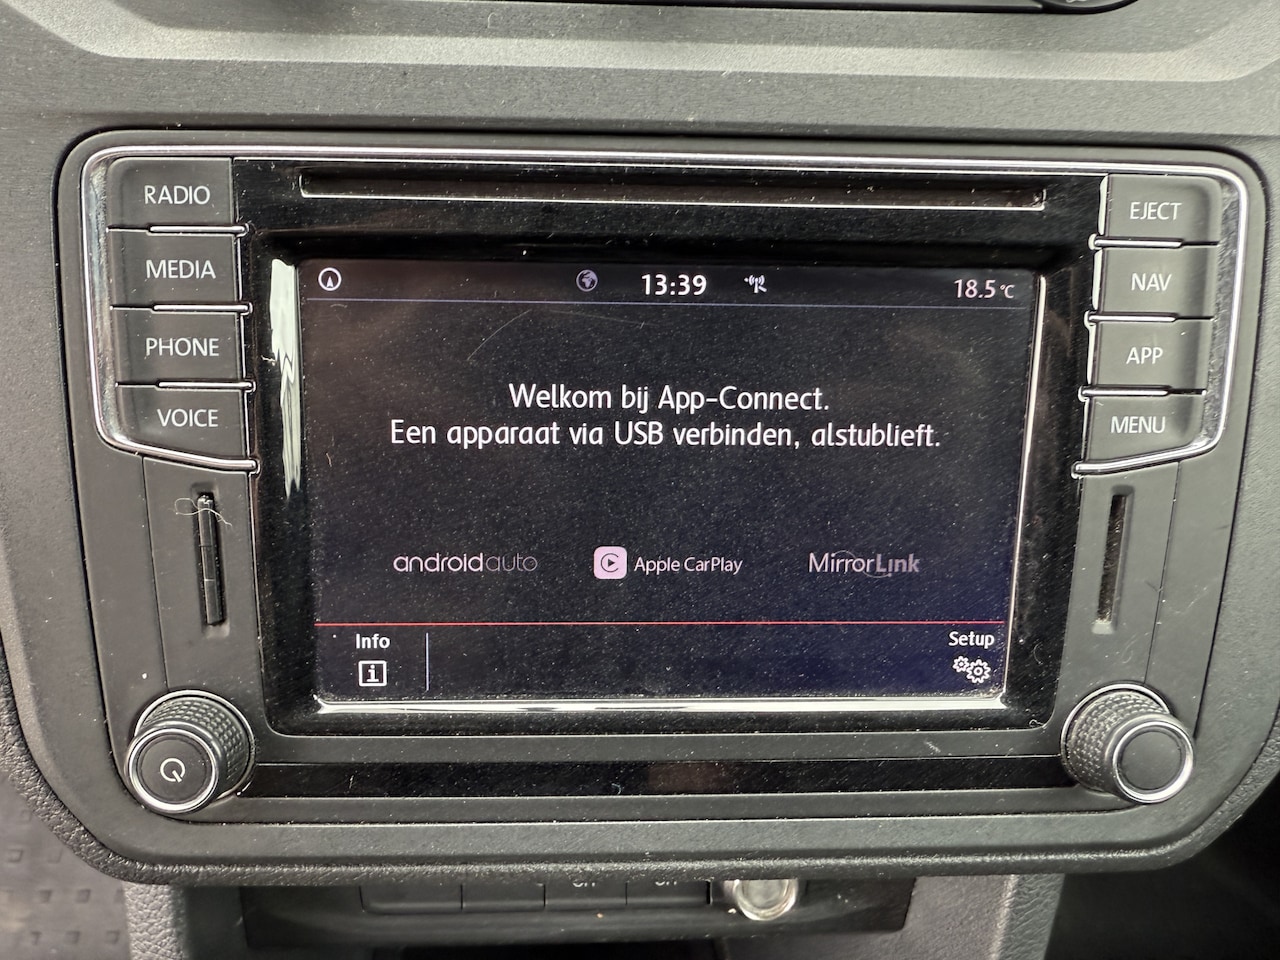 RADIO
MEDIA
PHONE
VOICE
EJECT
NAV
APP
MENU
13:39
18.5°C
Welkom bij App-Connect.
Een apparaat via USB verbinden, alstublieft.
androidauto
Apple CarPlay
MirrorLink
Info
i
Setup